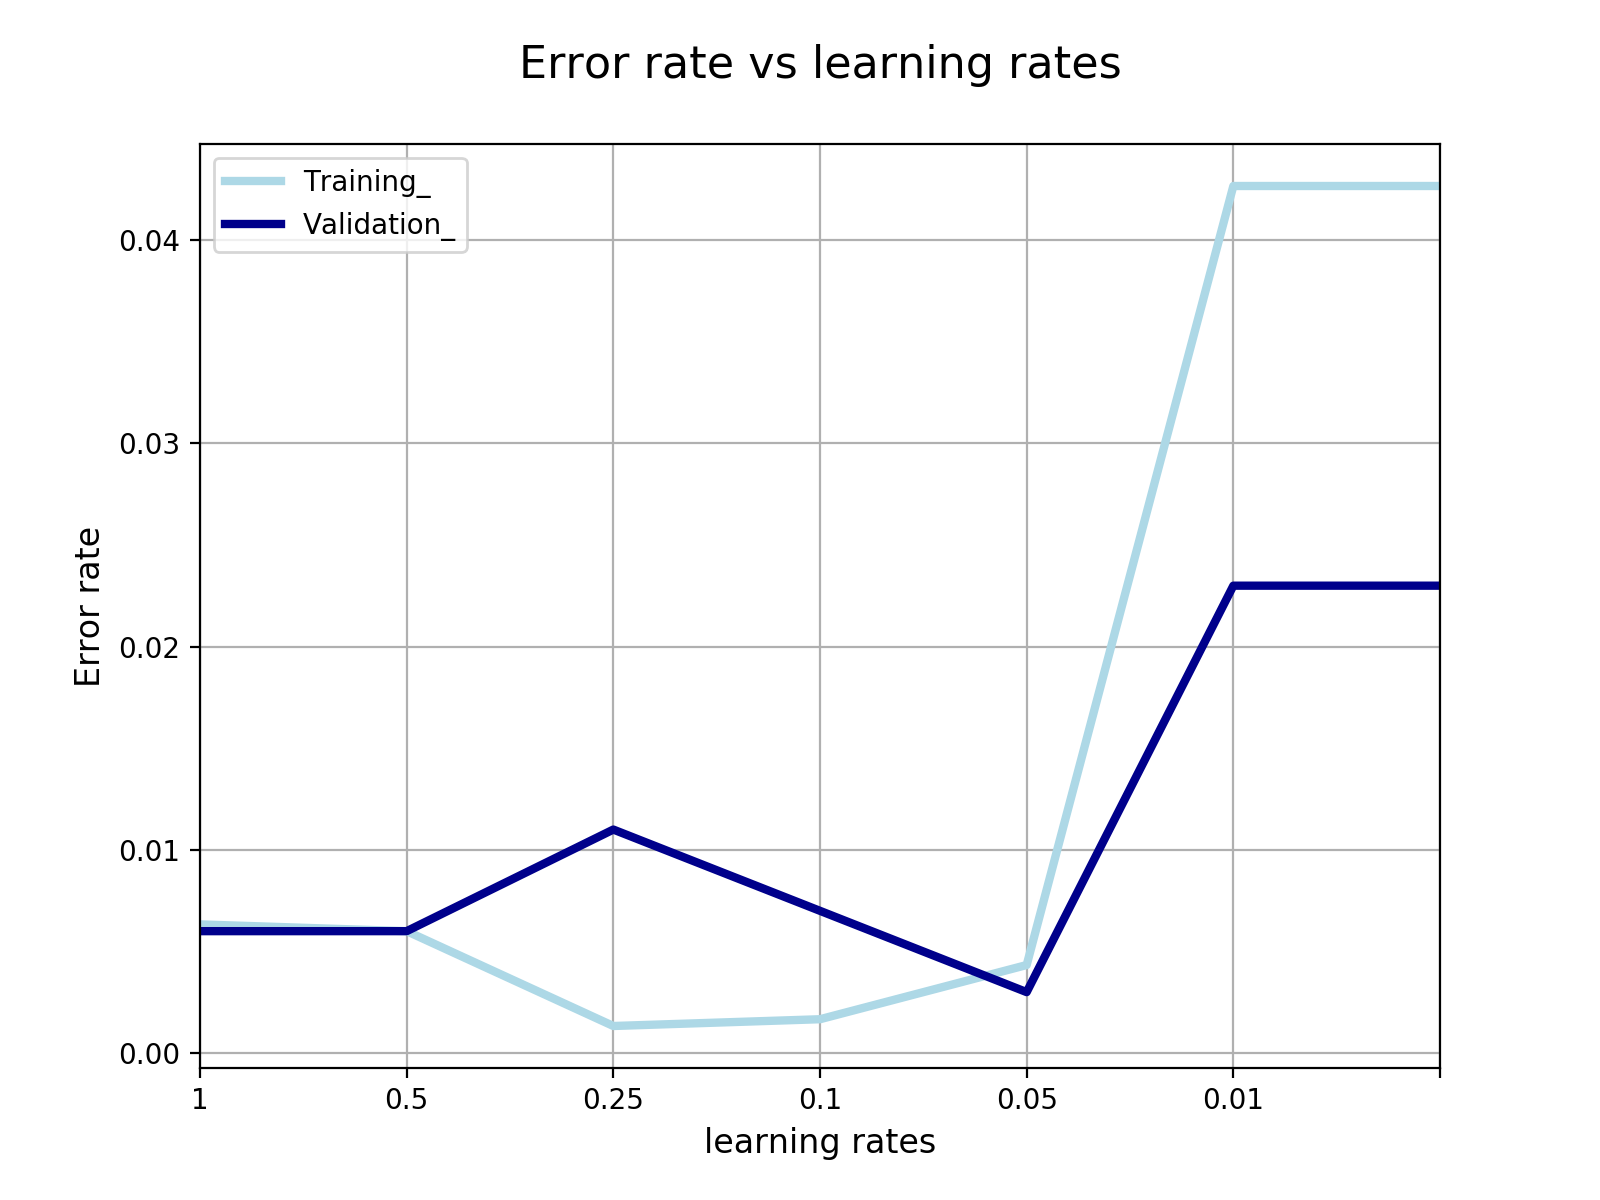 Error rate vs learning rates
Training_
Validation_
0.04
0.03
0.02
0.01
0.00
Error rate
1 0.5 0.25 0.1 0.05 0.01
learning rates